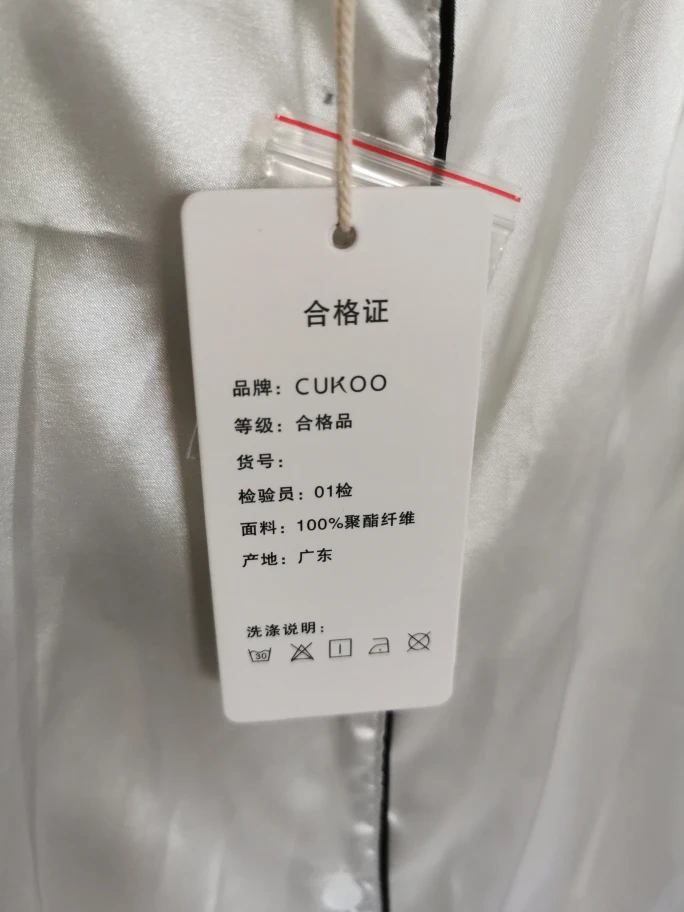 合格证
品牌：CUKOO
等级：合格品
货号：
检验员：01检
面料：100%聚酯纤维
产地：广东
洗涤说明：
30